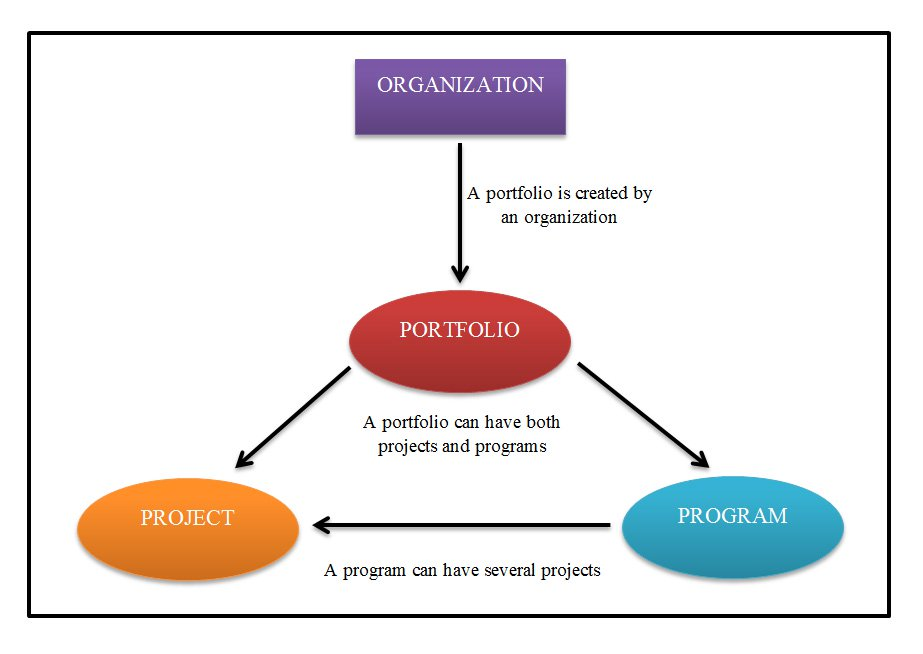 ORGANIZATION
A portfolio is created by
an organization
PORTFOLIO
A portfolio can have both
projects and programs
PROJECT
PROGRAM
A program can have several projects